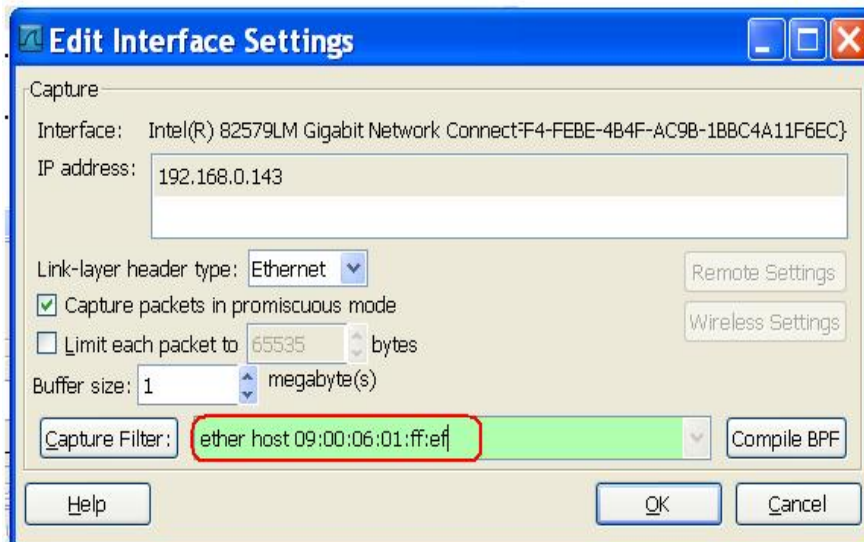 Edit Interface Settings
Capture
Interface: Intel(R) 82579LM Gigabit Network Connect F4-FEBE-4B4F-AC9B-1BBC4A11F6EC}
IP address: 192.168.0.143
Link-layer header type: Ethernet
Remote Settings
Capture packets in promiscuous mode
Wireless Settings
Limit each packet to 65535 bytes
Buffer size: 1 megabyte(s)
Capture Filter: ether host 09:00:06:01:ff:ef Compile BPF
Help OK Cancel